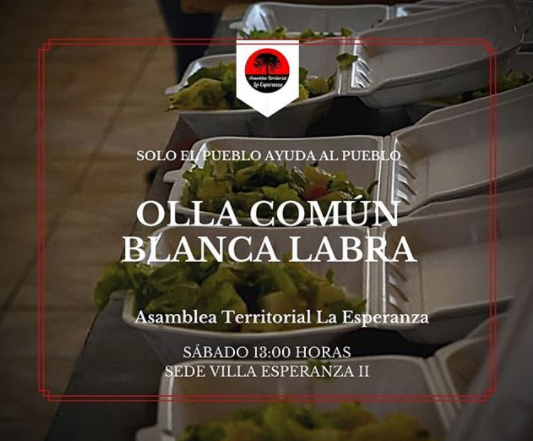 Asamblea Territorial
La Esperanza
SOLO EL PUEBLO AYUDA AL PUEBLO
OLLA COMÚN
BLANCA LABRA
Asamblea Territorial La Esperanza
SÁBADO 13:00 HORAS
SEDE VILLA ESPERANZA II